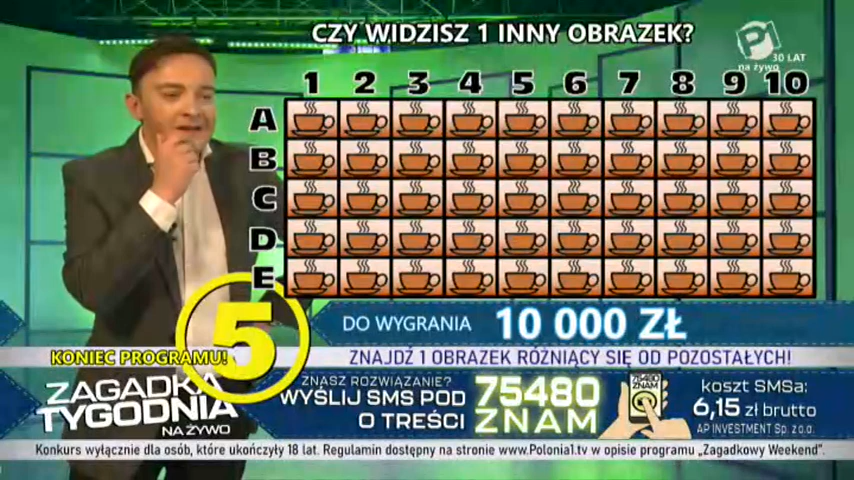 CZY WIDZISZ 1 INNY OBRAZEK?
P1
30 LAT
na żywo
1 2 3 4 5 6 7 8 9 10
A
B
C
D
E
5
DO WYGRANIA 10 000 ZŁ
KONIEC PROGRAMU!
ZNAJDŹ 1 OBRAZEK RÓŻNIĄCY SIĘ OD POZOSTAŁYCH!
ZAGADKA
TYGODNIA
NA ŻYWO
ZNASZ ROZWIĄZANIE?
WYŚLIJ SMS POD
O TREŚCI
75480
ZNAM
75480
ZNAM
koszt SMSa:
6,15 zł brutto
AP INVESTMENT Sp. z o.o.
Konkurs wyłącznie dla osób, które ukończyły 18 lat. Regulamin dostępny na stronie www.Polonia1.tv w opisie programu „Zagadkowy Weekend".